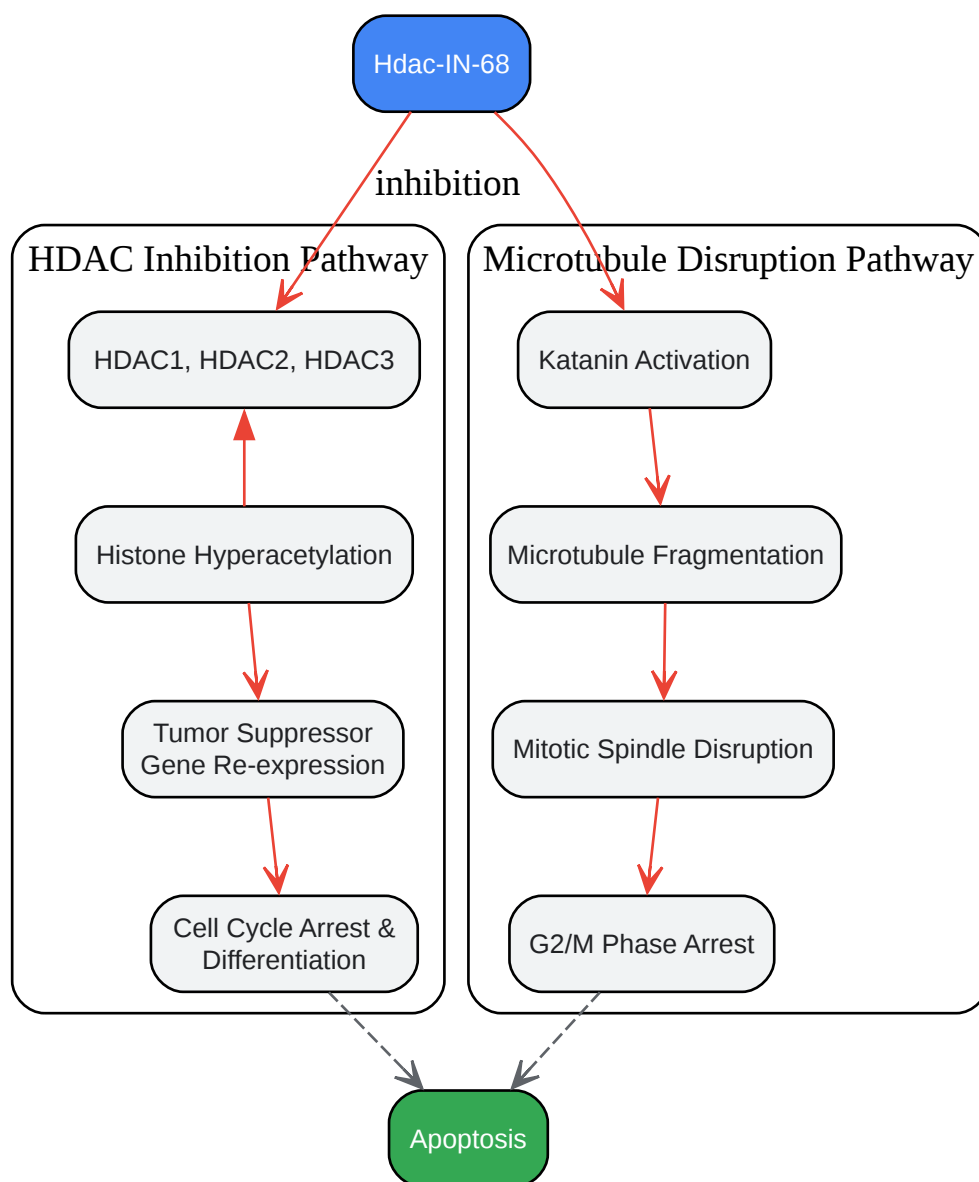 Hdac-IN-68
inhibition
HDAC Inhibition Pathway
HDAC1, HDAC2, HDAC3
Histone Hyperacetylation
Tumor Suppressor
Gene Re-expression
Cell Cycle Arrest &
Differentiation
Microtubule Disruption Pathway
Katanin Activation
Microtubule Fragmentation
Mitotic Spindle Disruption
G2/M Phase Arrest
Apoptosis